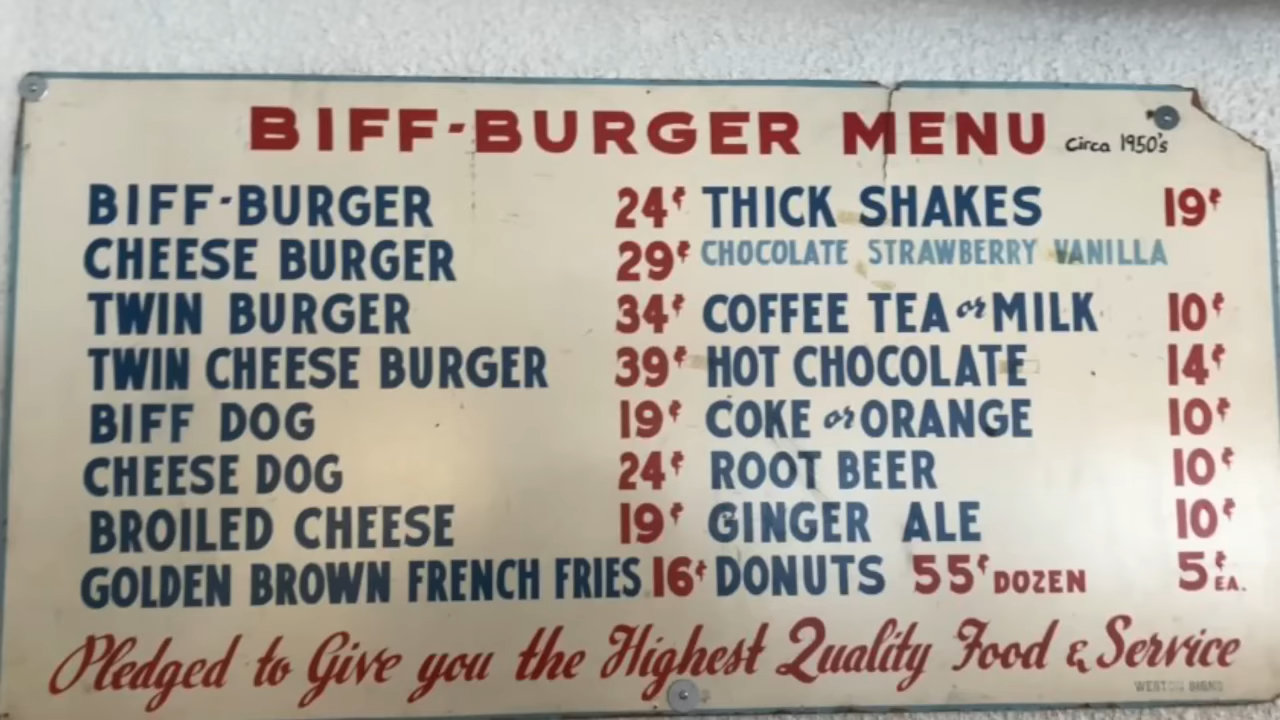 BIFF-BURGER MENU circa 1950's
BIFF-BURGER 24¢
CHEESE BURGER 29¢
TWIN BURGER 34¢
TWIN CHEESE BURGER 39¢
BIFF DOG 19¢
CHEESE DOG 24¢
BROILED CHEESE 19¢
GOLDEN BROWN FRENCH FRIES 16¢
THICK SHAKES 19¢
CHOCOLATE STRAWBERRY VANILLA
COFFEE TEA or MILK 10¢
HOT CHOCOLATE 14¢
COKE or ORANGE 10¢
ROOT BEER 10¢
GINGER ALE 10¢
DONUTS 55¢ DOZEN 5¢ EA.
Pledged to Give you the Highest Quality Food & Service